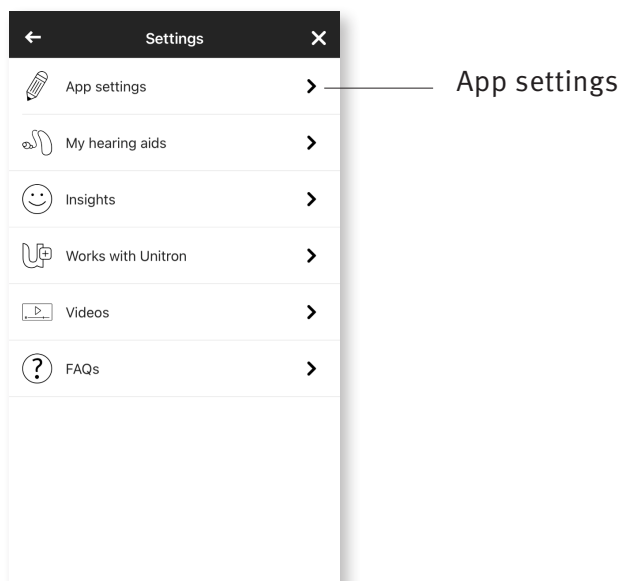 Settings
App settings
App settings
My hearing aids
Insights
Works with Unitron
Videos
? FAQs